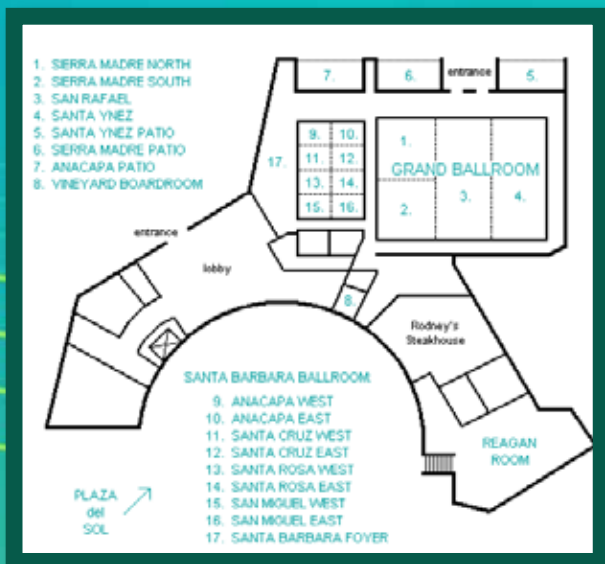 1. SIERRA MADRE NORTH
2. SIERRA MADRE SOUTH
3. SAN RAFAEL
4. SANTA YNEZ
5. SANTA YNEZ PATIO
6. SIERRA MADRE PATIO
7. ANACAPA PATIO
8. VINEYARD BOARDROOM
7.
6.
entrance
5.
9.
10.
1.
17.
11.
12.
GRAND BALLROOM
13.
14.
3.
4.
15.
16.
2.
entrance
lobby
8.
Rodney's
Steakhouse
SANTA BARBARA BALLROOM:
9. ANACAPA WEST
10. ANACAPA EAST
11. SANTA CRUZ WEST
12. SANTA CRUZ EAST
13. SANTA ROSA WEST
14. SANTA ROSA EAST
15. SAN MIGUEL WEST
16. SAN MIGUEL EAST
17. SANTA BARBARA FOYER
REAGAN
ROOM
PLAZA
del
SOL